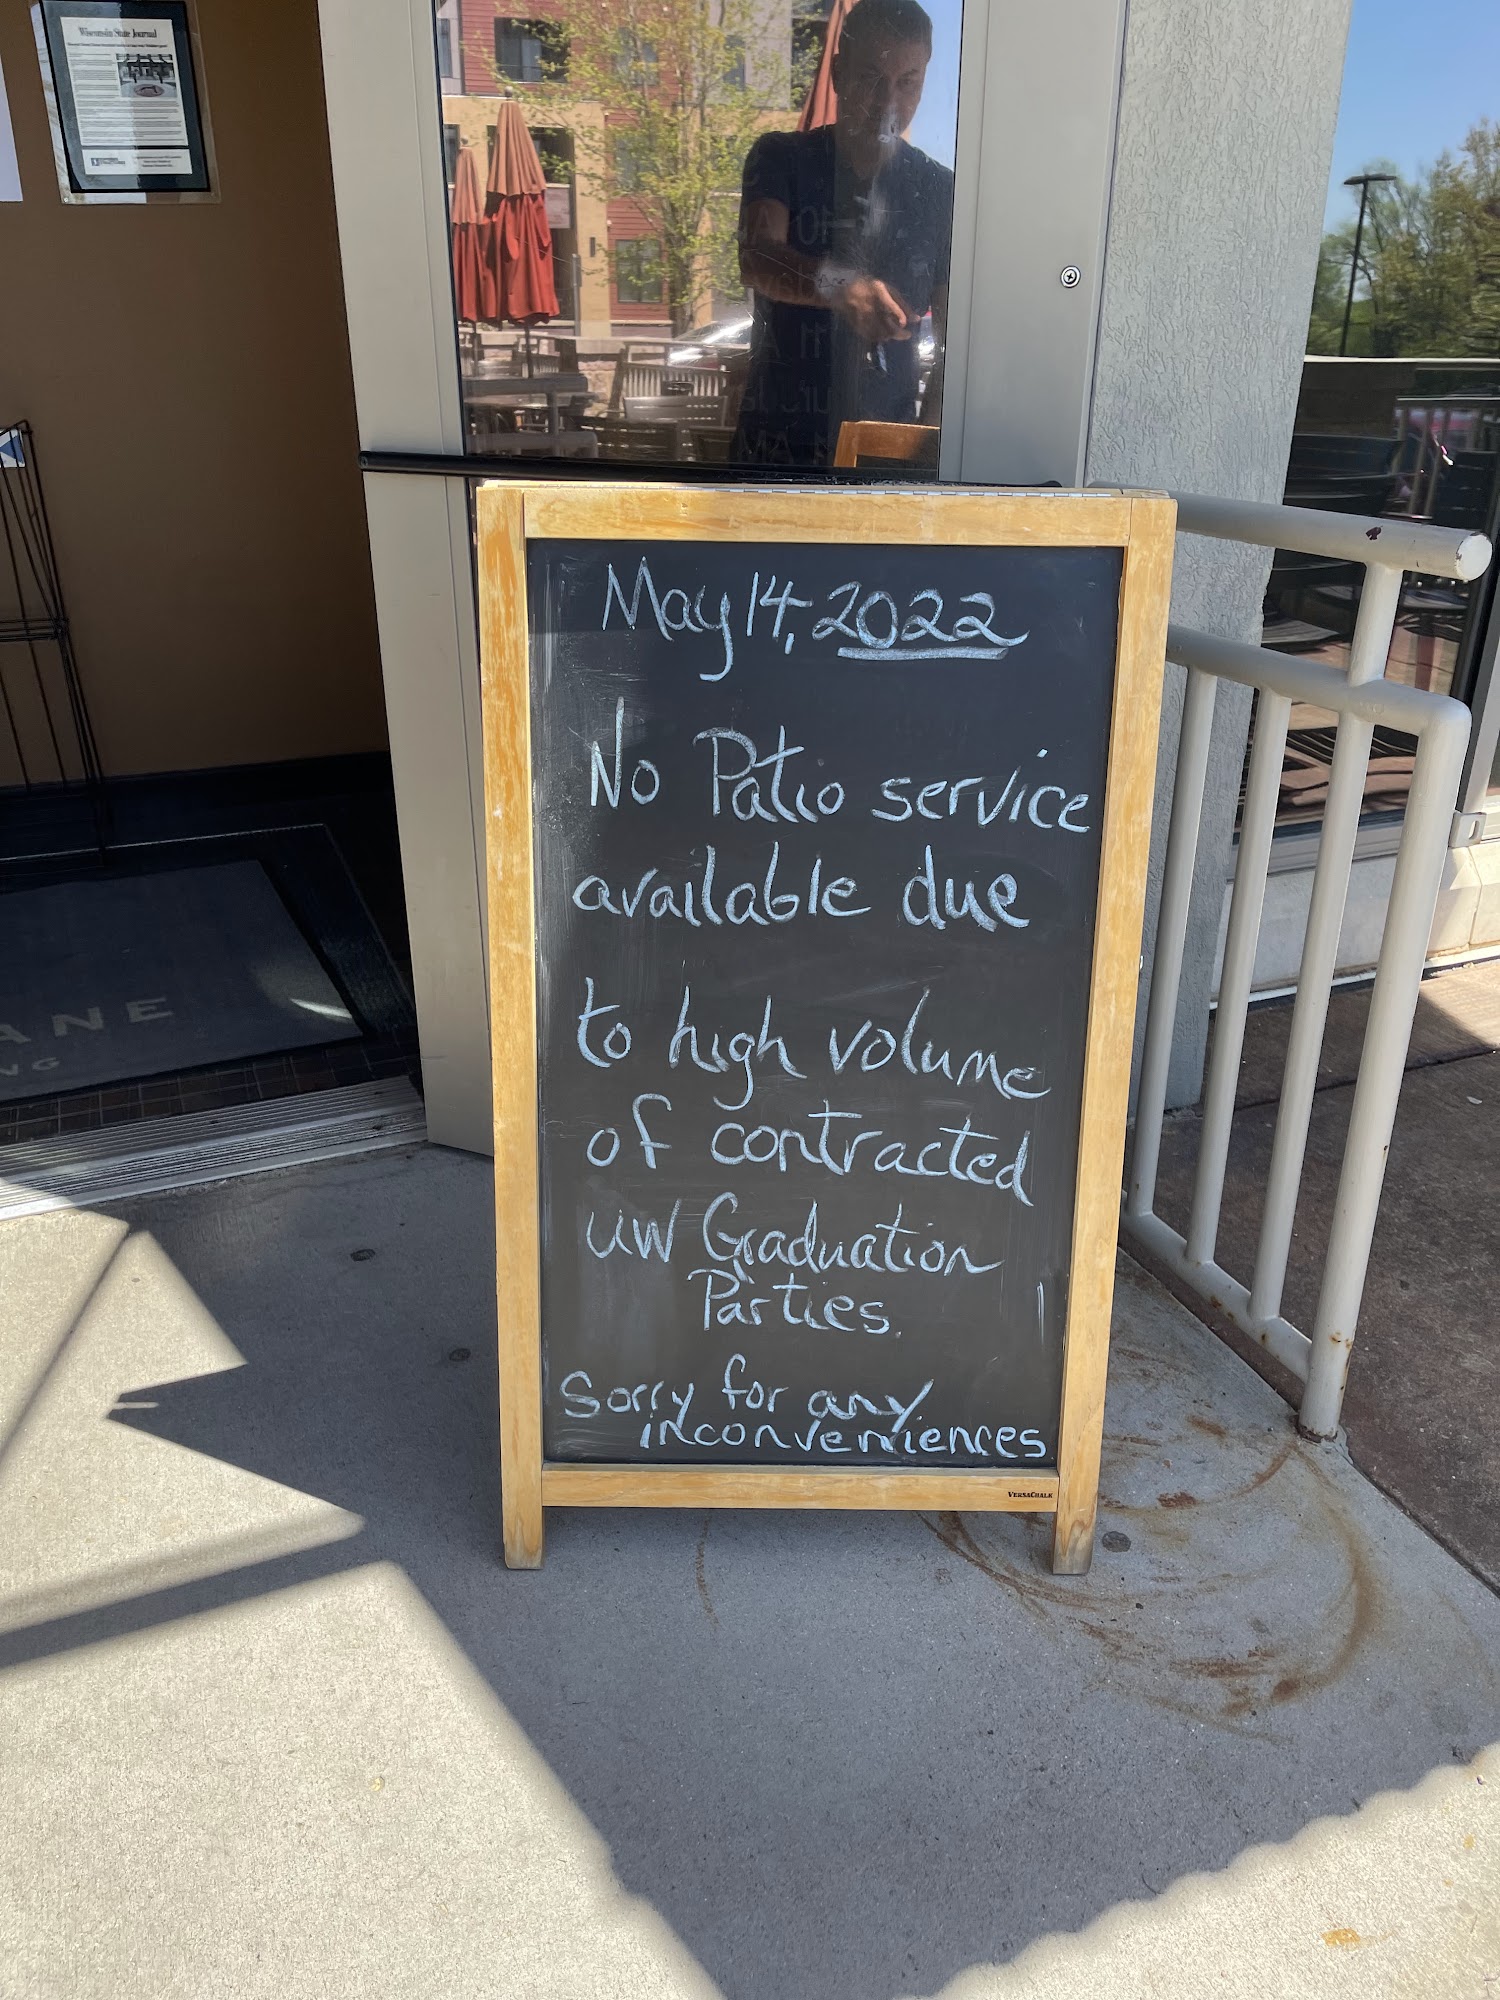 Wisconsin State Journal
May 14, 2022
No Patio service
available due
to high volume
of contracted
UW Graduation
Parties.
Sorry for any
inconveniences
VERSACHALK
ANE
NG